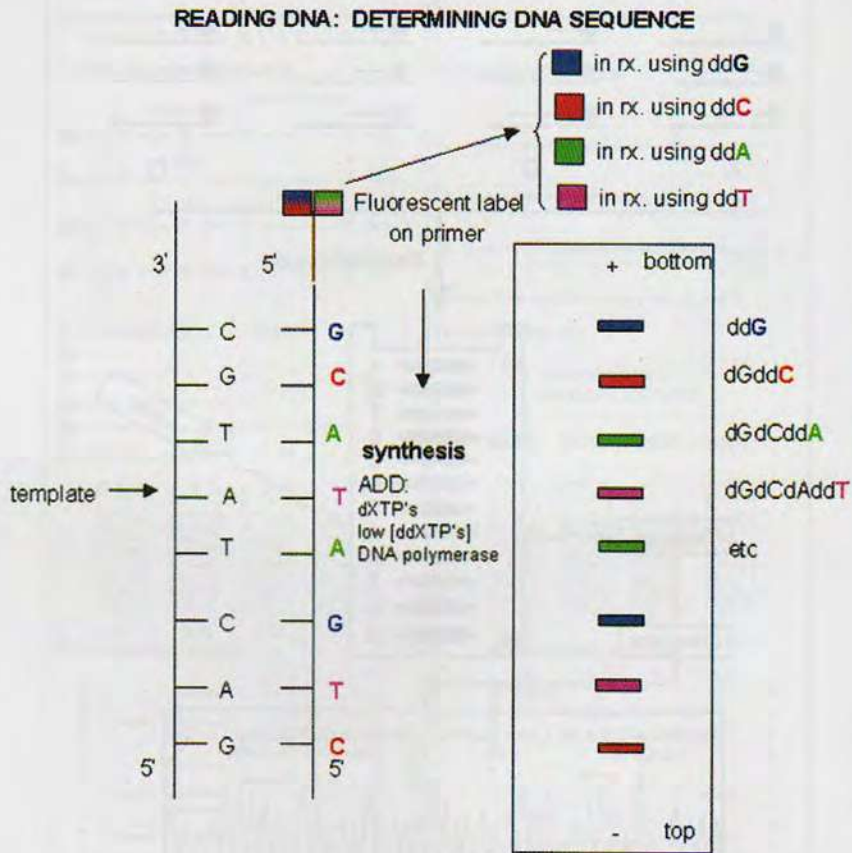 READING DNA: DETERMINING DNA SEQUENCE
in rx. using ddG
in rx. using ddC
in rx. using ddA
in rx. using ddT
Fluorescent label
on primer
3' 5'
C G
G C
T A
A T
T A
C G
A T
G C
5' 5'
template
synthesis
ADD:
dXTP's
low [ddXTP's]
DNA polymerase
+ bottom
ddG
dGddC
dGdCddA
dGdCdAddT
etc
- top